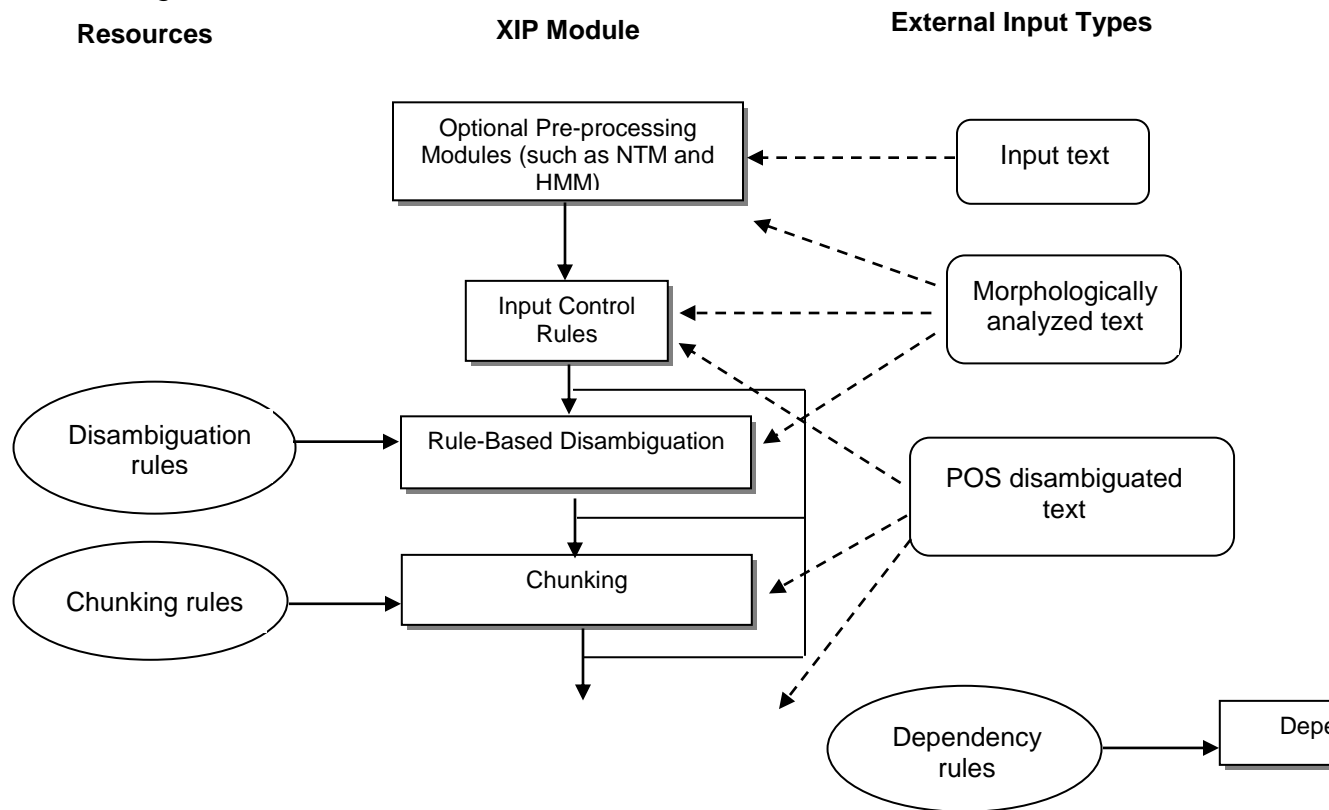 Resources
XIP Module
External Input Types
Optional Pre-processing
Modules (such as NTM and
HMM)
Input text
Input Control
Rules
Morphologically
analyzed text
Disambiguation
rules
Rule-Based Disambiguation
POS disambiguated
text
Chunking rules
Chunking
Dependency
rules
Depe